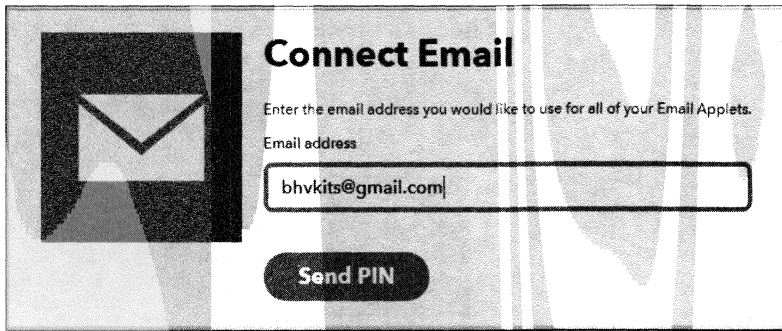 Connect Email
Enter the email address you would like to use for all of your Email Applets.
Email address
bhvkits@gmail.com
Send PIN